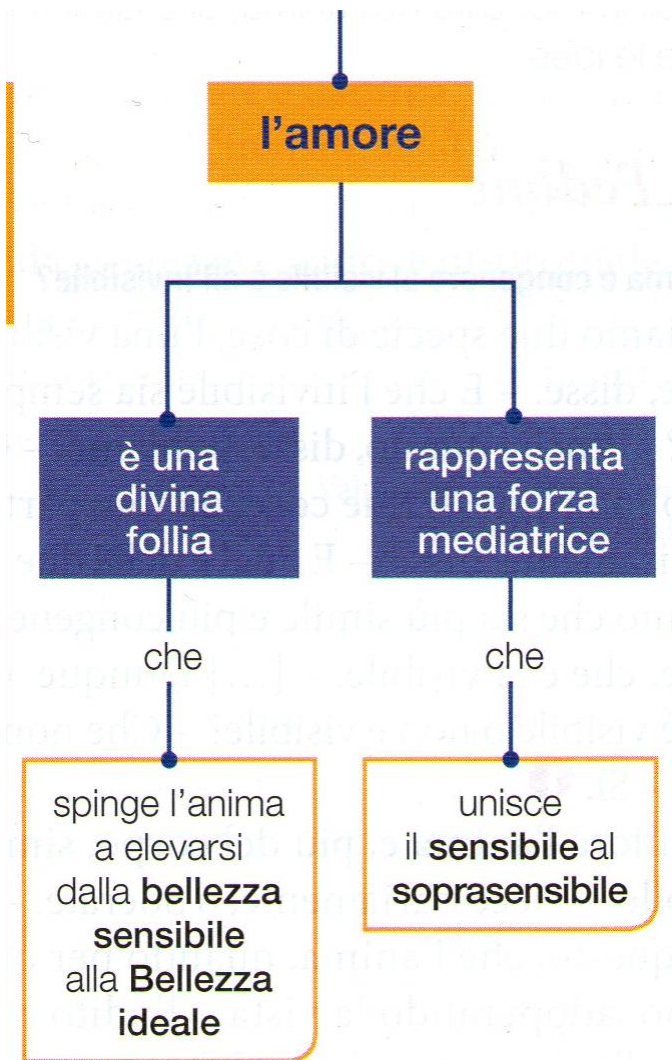 l'amore
è una
divina
follia
rappresenta
una forza
mediatrice
che
che
spinge l'anima
a elevarsi
dalla bellezza
sensibile
alla Bellezza
ideale
unisce
il sensibile al
soprasensibile